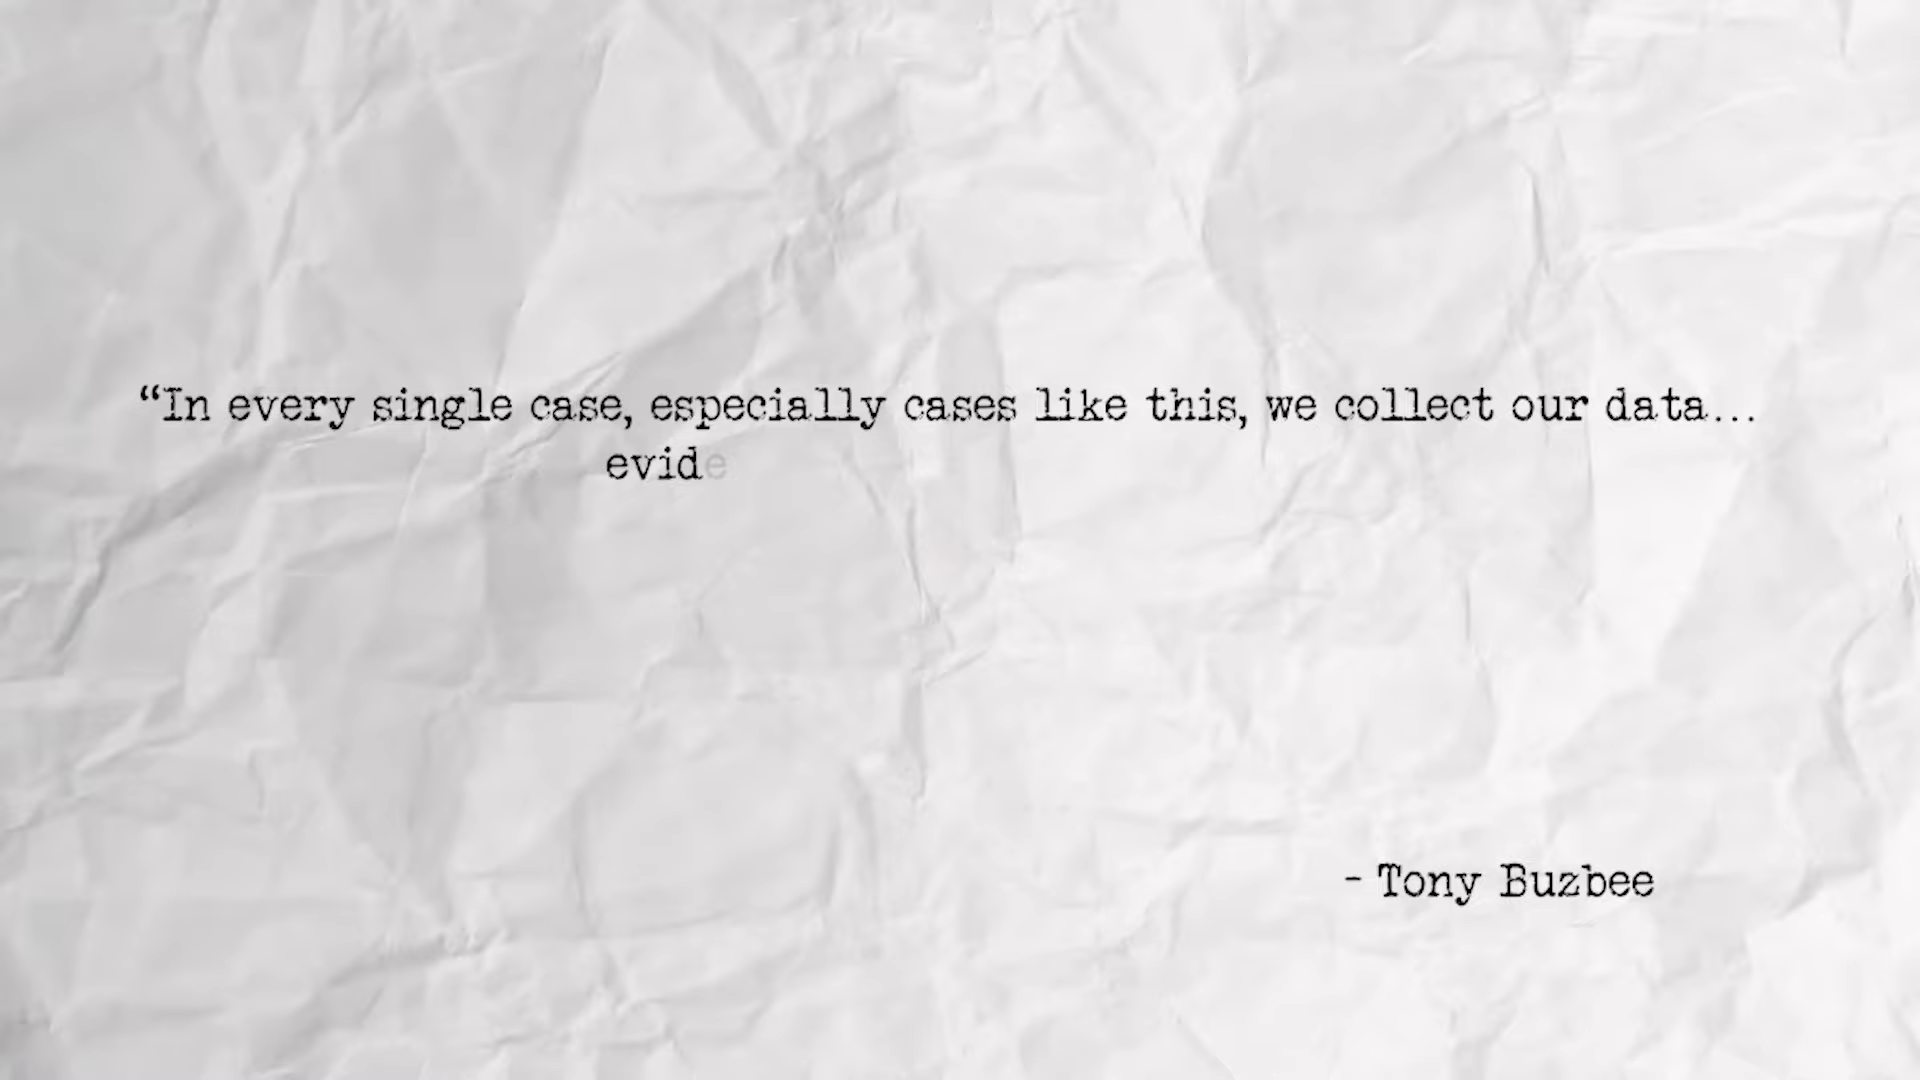 “In every single case, especially cases like this, we collect our data...
evide
- Tony Buzbee